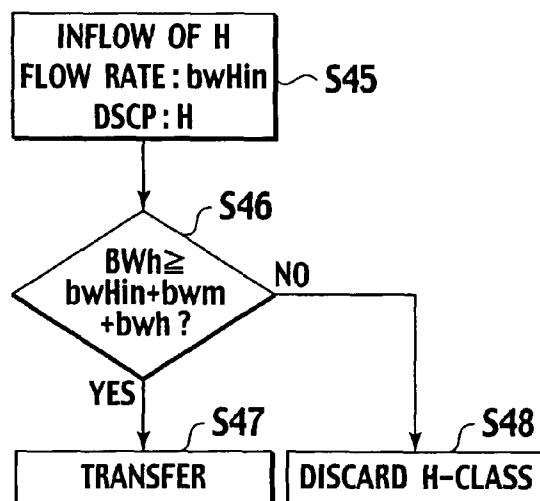 INFLOW OF H
FLOW RATE : bwHin
DSCP : H
S45
S46
BWh≧
bwHin+bwm
+bwh ?
NO
YES
S47
S48
TRANSFER
DISCARD H-CLASS